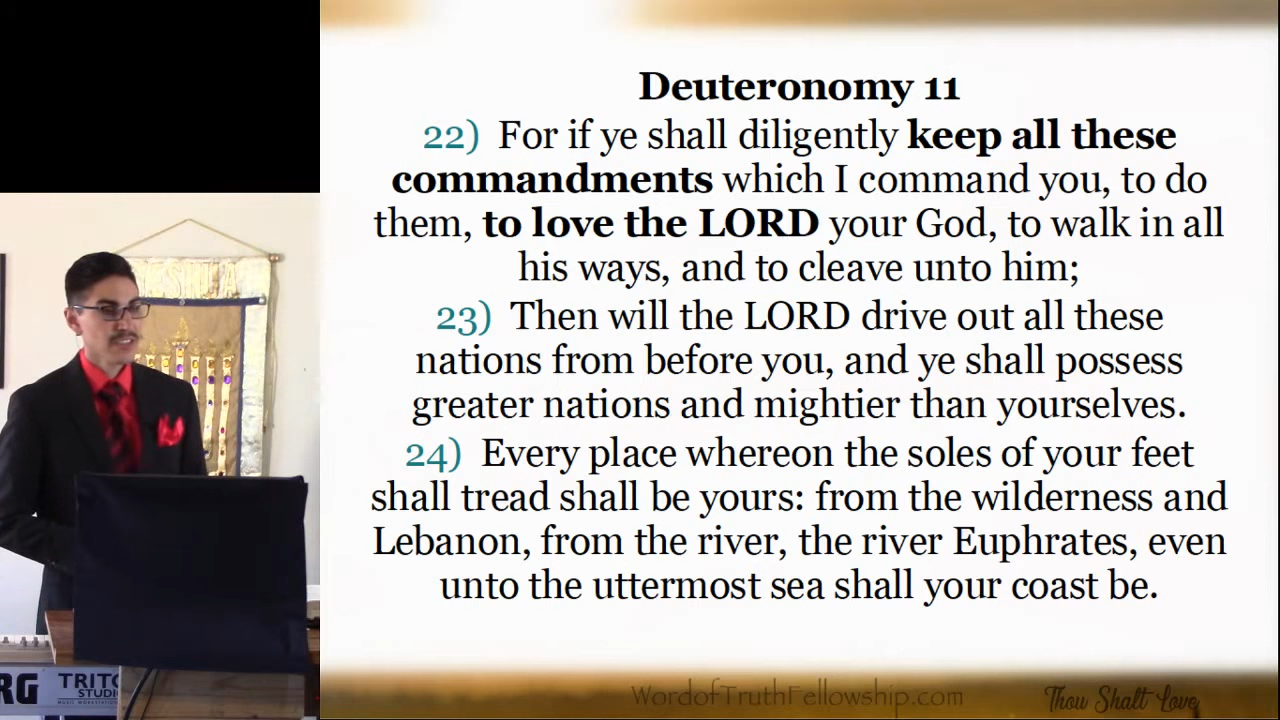 Deuteronomy 11
22) For if ye shall diligently keep all these
commandments which I command you, to do
them, to love the LORD your God, to walk in all
his ways, and to cleave unto him;
23) Then will the LORD drive out all these
nations from before you, and ye shall possess
greater nations and mightier than yourselves.
24) Every place whereon the soles of your feet
shall tread shall be yours: from the wilderness and
Lebanon, from the river, the river Euphrates, even
unto the uttermost sea shall your coast be.
WordofTruthFellowship.com
Thou Shalt Love
RG TRITO
STUDIO